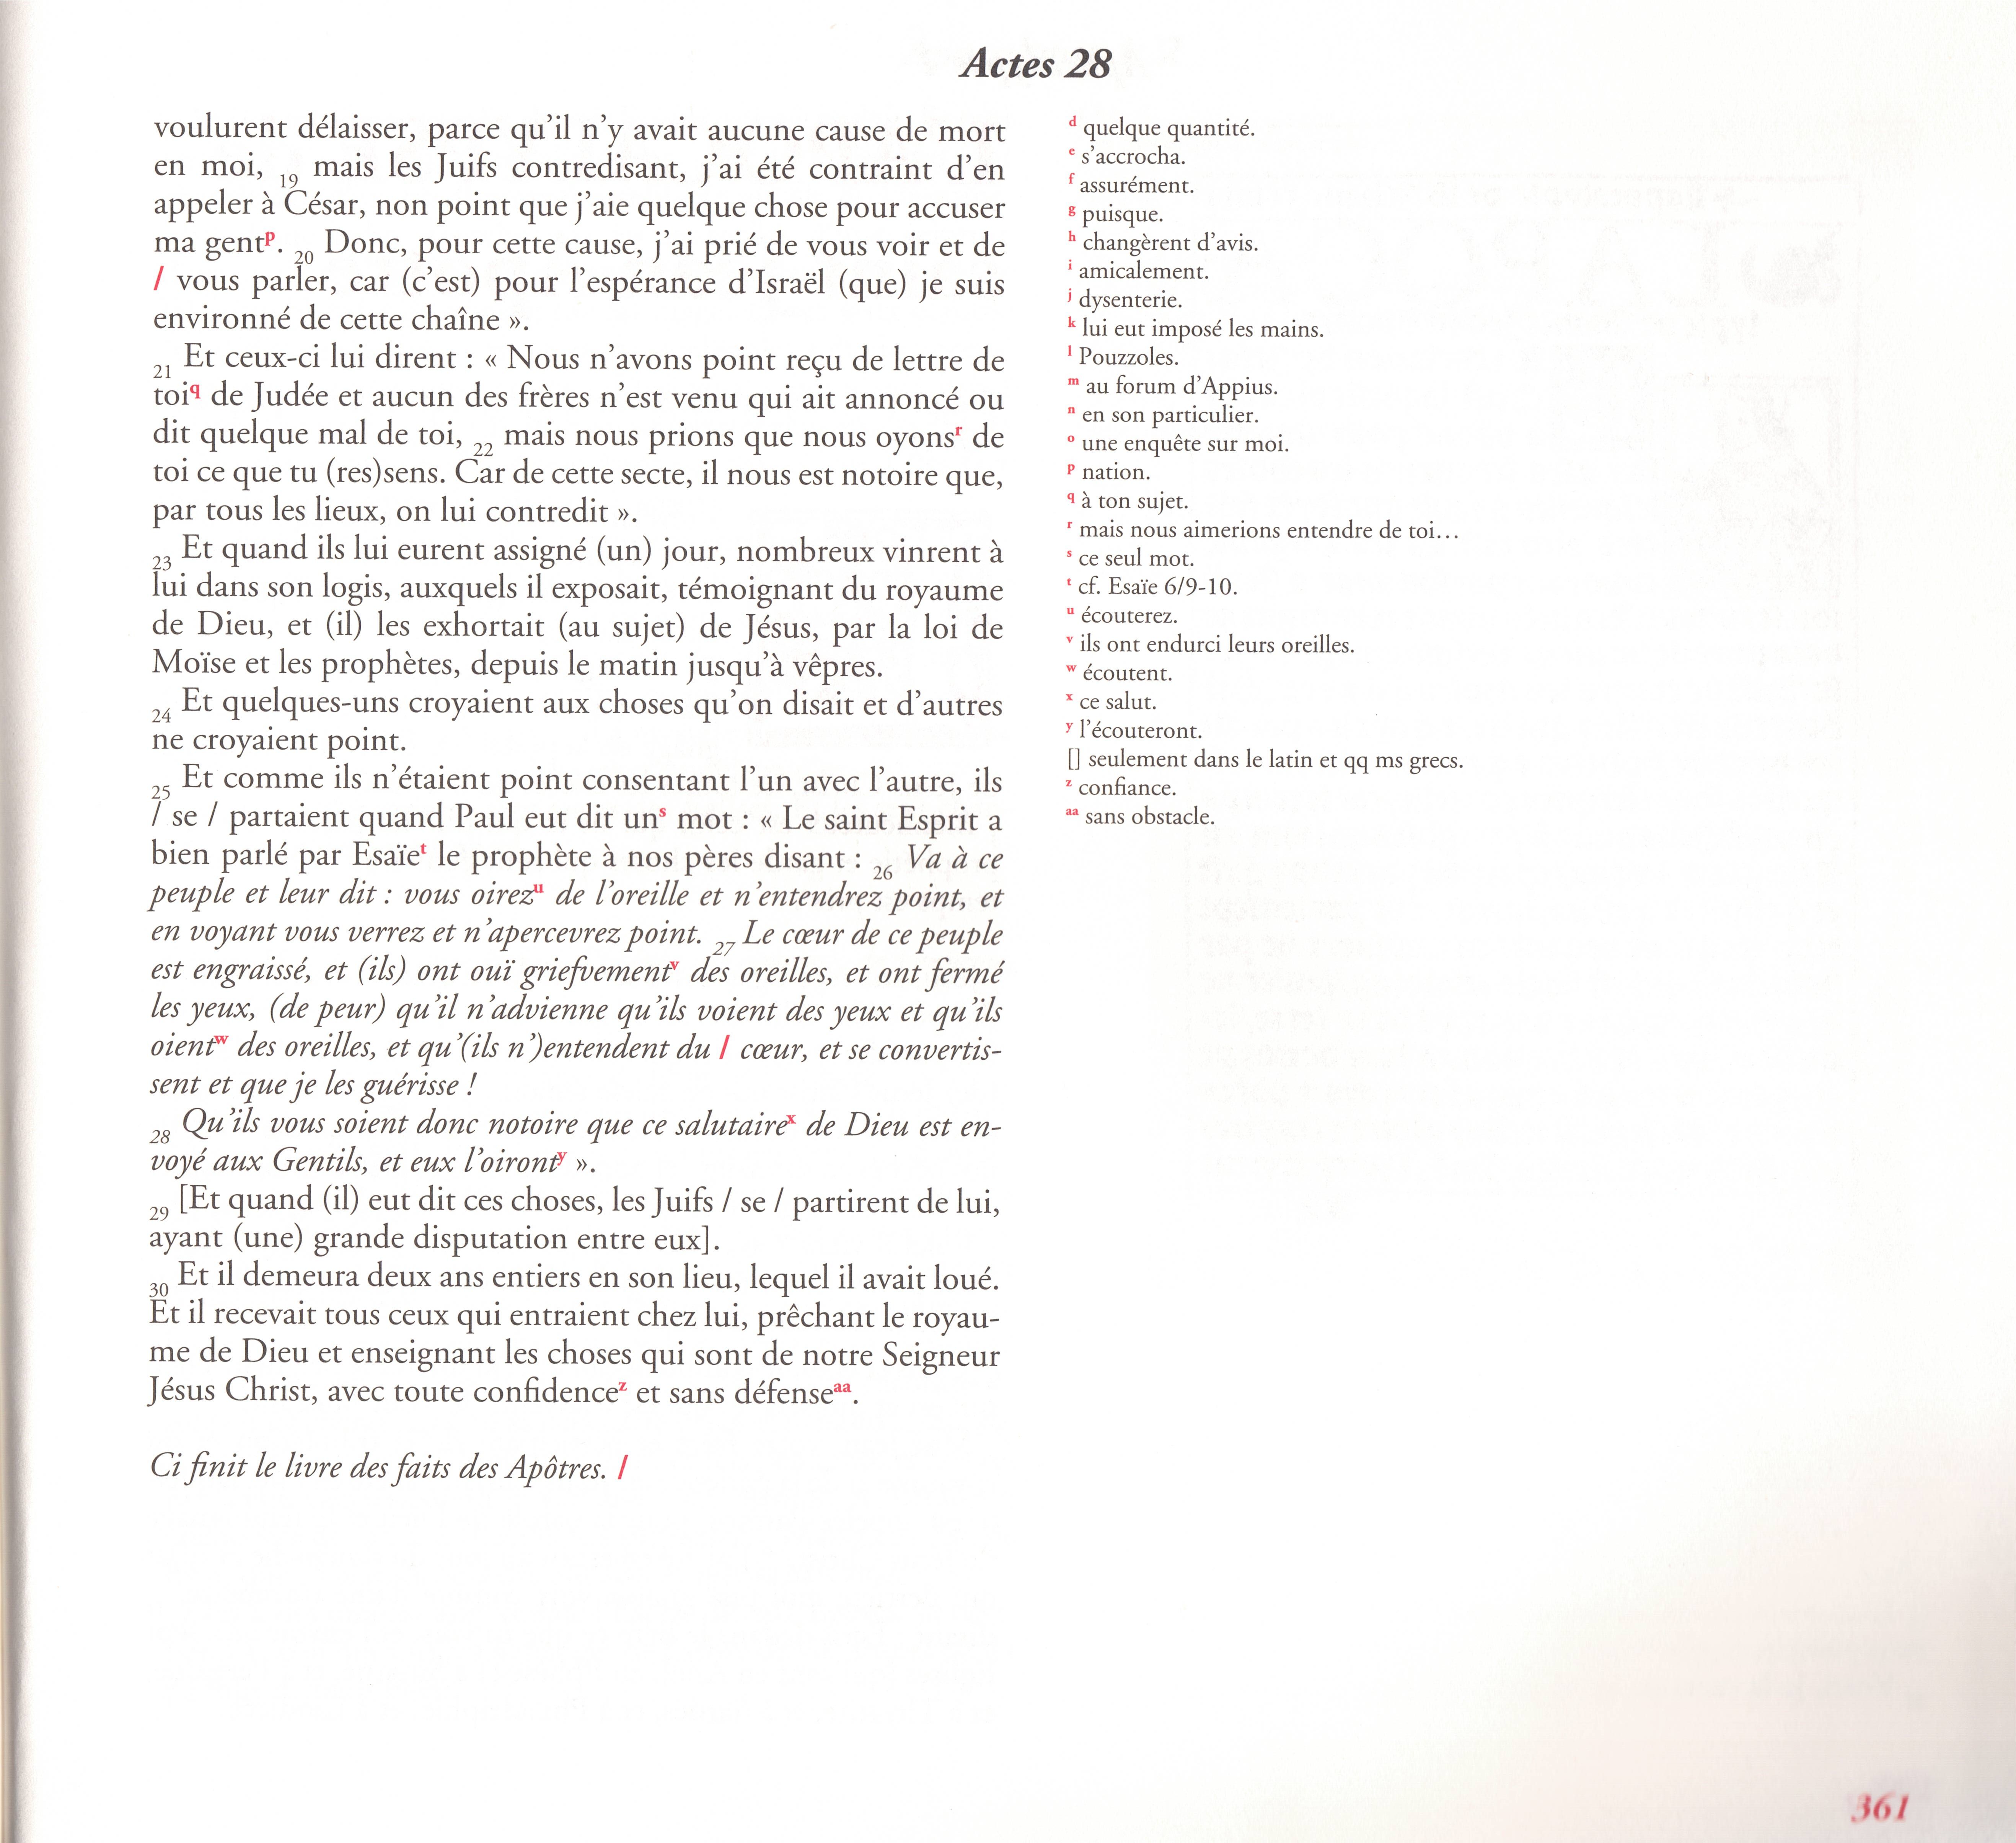 Actes 28
voulurent délaisser, parce qu’il n’y avait aucune cause de mort
en moi, 19 mais les Juifs contredisant, j’ai été contraint d’en
appeler à César, non point que j’aie quelque chose pour accuser
ma gentp. 20 Donc, pour cette cause, j’ai prié de vous voir et de
/ vous parler, car (c’est) pour l’espérance d’Israël (que) je suis
environné de cette chaîne ».
21 Et ceux-ci lui dirent : « Nous n’avons point reçu de lettre de
toiq de Judée et aucun des frères n’est venu qui ait annoncé ou
dit quelque mal de toi, 22 mais nous prions que nous oyonsr de
toi ce que tu (res)sens. Car de cette secte, il nous est notoire que,
par tous les lieux, on lui contredit ».
23 Et quand ils lui eurent assigné (un) jour, nombreux vinrent à
lui dans son logis, auxquels il exposait, témoignant du royaume
de Dieu, et (il) les exhortait (au sujet) de Jésus, par la loi de
Moïse et les prophètes, depuis le matin jusqu’à vêpres.
24 Et quelques-uns croyaient aux choses qu’on disait et d’autres
ne croyaient point.
25 Et comme ils n’étaient point consentant l’un avec l’autre, ils
/ se / partaient quand Paul eut dit uns mot : « Le saint Esprit a
bien parlé par Esaïet le prophète à nos pères disant : 26 Va à ce
peuple et leur dit : vous oirezu de l’oreille et n’entendrez point, et
en voyant vous verrez et n’apercevrez point. 27 Le cœur de ce peuple
est engraissé, et (ils) ont ouï griefvementv des oreilles, et ont fermé
les yeux, (de peur) qu’il n’advienne qu’ils voient des yeux et qu’ils
oientw des oreilles, et qu’(ils n’)entendent du / cœur, et se convertis-
sent et que je les guérisse !
28 Qu’ils vous soient donc notoire que ce salutairex de Dieu est en-
voyé aux Gentils, et eux l’oironty ».
29 [Et quand (il) eut dit ces choses, les Juifs / se / partirent de lui,
ayant (une) grande disputation entre eux].
30 Et il demeura deux ans entiers en son lieu, lequel il avait loué.
Et il recevait tous ceux qui entraient chez lui, prêchant le royau-
me de Dieu et enseignant les choses qui sont de notre Seigneur
Jésus Christ, avec toute confidencez et sans défenseaa.
Ci finit le livre des faits des Apôtres. /
d quelque quantité.
e s’accrocha.
f assurément.
g puisque.
h changèrent d’avis.
i amicalement.
j dysenterie.
k lui eut imposé les mains.
l Pouzzoles.
m au forum d’Appius.
n en son particulier.
o une enquête sur moi.
p nation.
q à ton sujet.
r mais nous aimerions entendre de toi…
s ce seul mot.
t cf. Esaïe 6/9-10.
u écouterez.
v ils ont endurci leurs oreilles.
w écoutent.
x ce salut.
y l’écouteront.
[] seulement dans le latin et qq ms grecs.
z confiance.
aa sans obstacle.
361